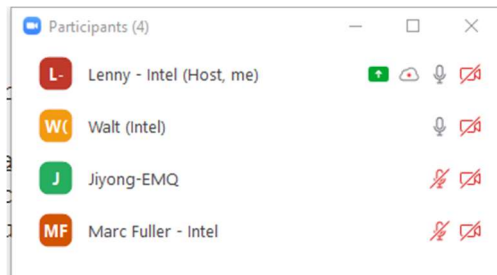 Participants (4)
L- Lenny - Intel (Host, me)
W( Walt (Intel)
J Jiyong-EMQ
MF Marc Fuller - Intel